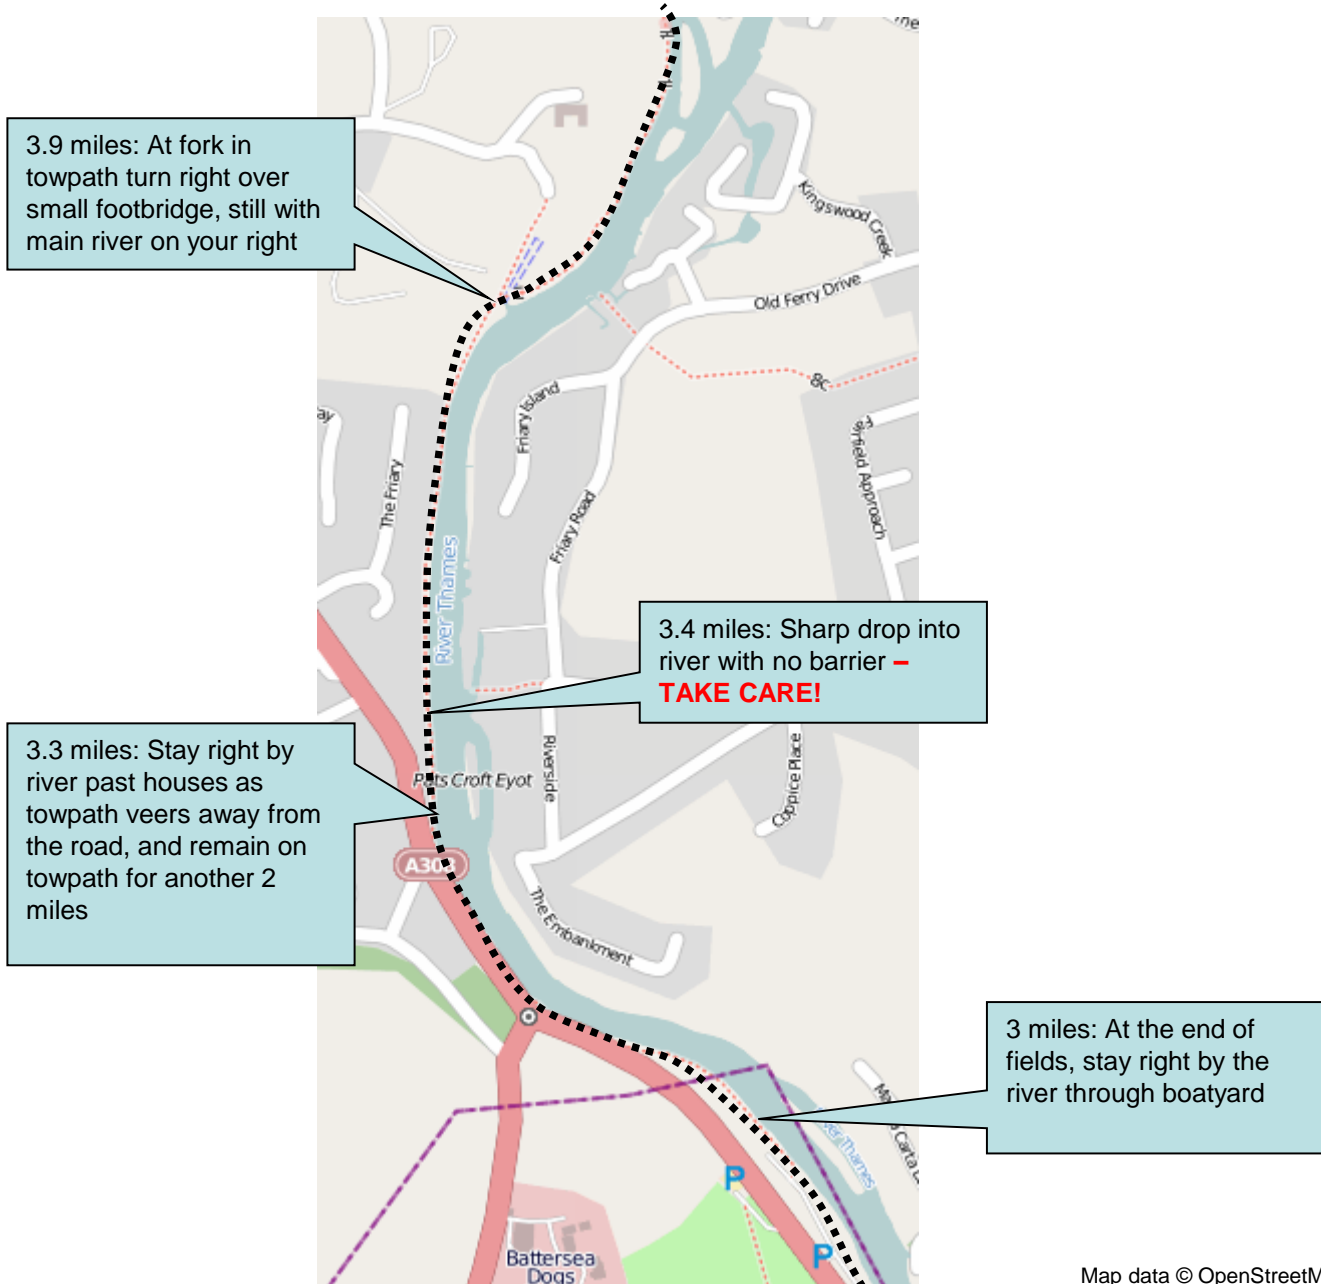 3.9 miles: At fork in
towpath turn right over
small footbridge, still with
main river on your right
Kingswood Creek
Old Ferry Drive
Friary Island
The Friary
Friary Road
River Thames
3.4 miles: Sharp drop into
river with no barrier –
TAKE CARE!
3.3 miles: Stay right by
river past houses as
towpath veers away from
the road, and remain on
towpath for another 2
miles
Riverside
Coppice Place
Pats Croft Eyot
A308
The Embankment
3 miles: At the end of
fields, stay right by the
river through boatyard
P
P
Battersea
Dogs
Map data © OpenStreetM